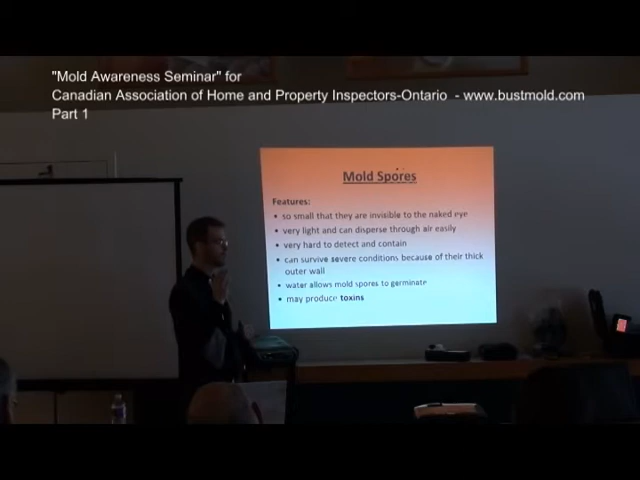 "Mold Awareness Seminar" for
Canadian Association of Home and Property Inspectors-Ontario - www.bustmold.com
Part 1
Mold Spores
Features:
• so small that they are invisible to the naked eye
• very light and can disperse through air easily
• very hard to detect and contain
• can survive severe conditions because of their thick
outer wall
• water allows mold spores to germinate
• may produce toxins